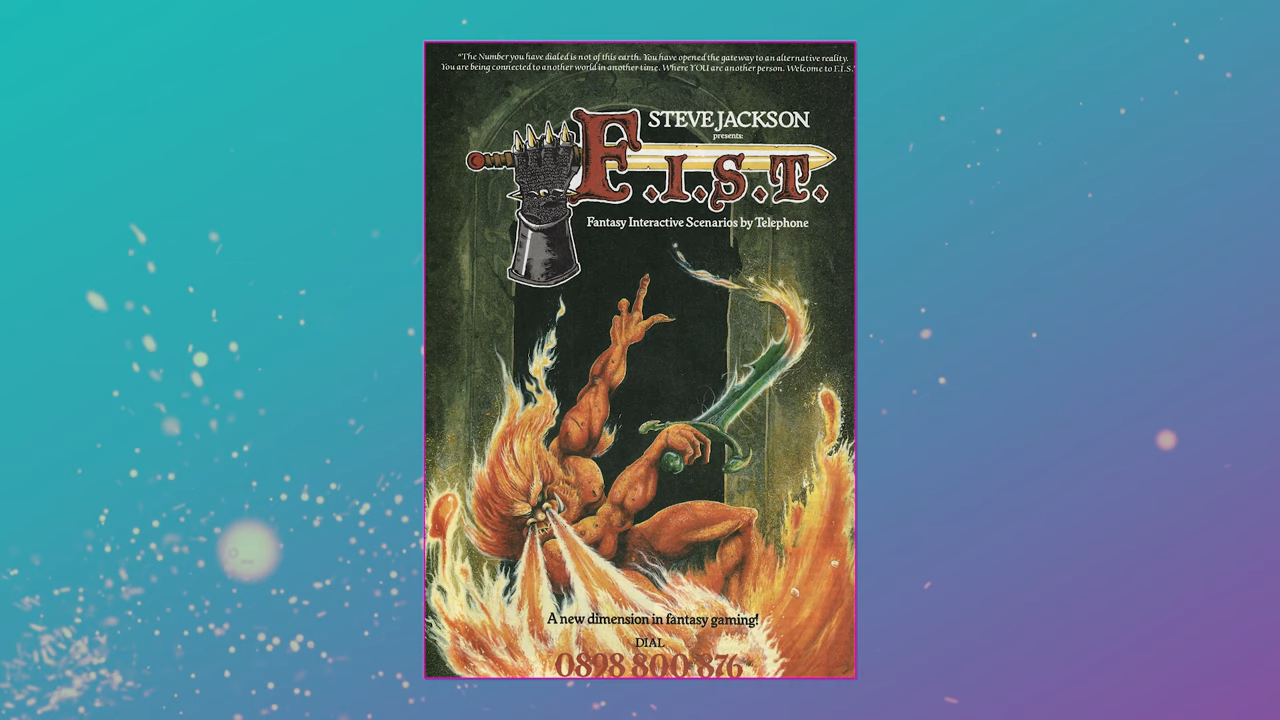 "The Number you have dialed is not of this earth. You have opened the gateway to an alternative reality.
You are being connected to another world in another time. Where YOU are another person. Welcome to F.I.S.
STEVE JACKSON
presents:
F.I.S.T.
Fantasy Interactive Scenarios by Telephone
A new dimension in fantasy gaming!
DIAL
0898 800 876